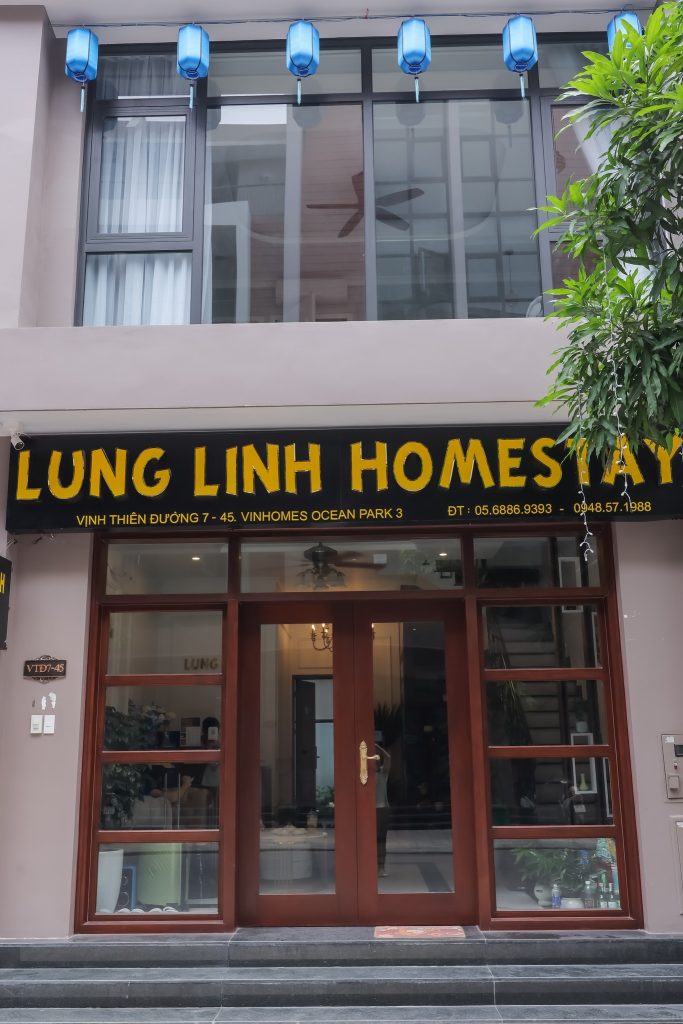 LUNG LINH HOMESTAY
VỊNH THIÊN ĐƯỜNG 7 - 45. VINHOMES OCEAN PARK 3 ĐT : 05.6886.9393 - 0948.57.1988
LUNG
VTĐ7-45